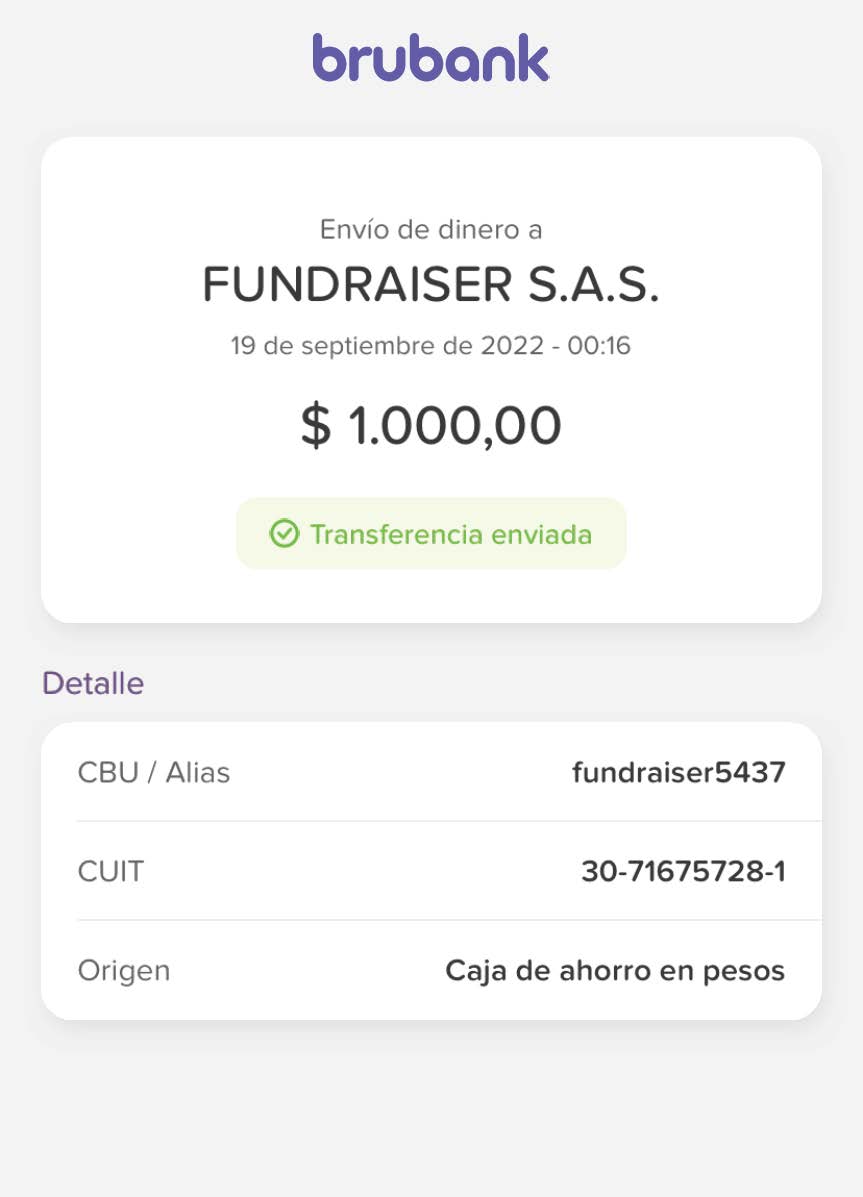 brubank
Envío de dinero a
FUNDRAISER S.A.S.
19 de septiembre de 2022 - 00:16
$ 1.000,00
Transferencia enviada
Detalle
CBU / Alias fundraiser5437
CUIT 30-71675728-1
Origen Caja de ahorro en pesos